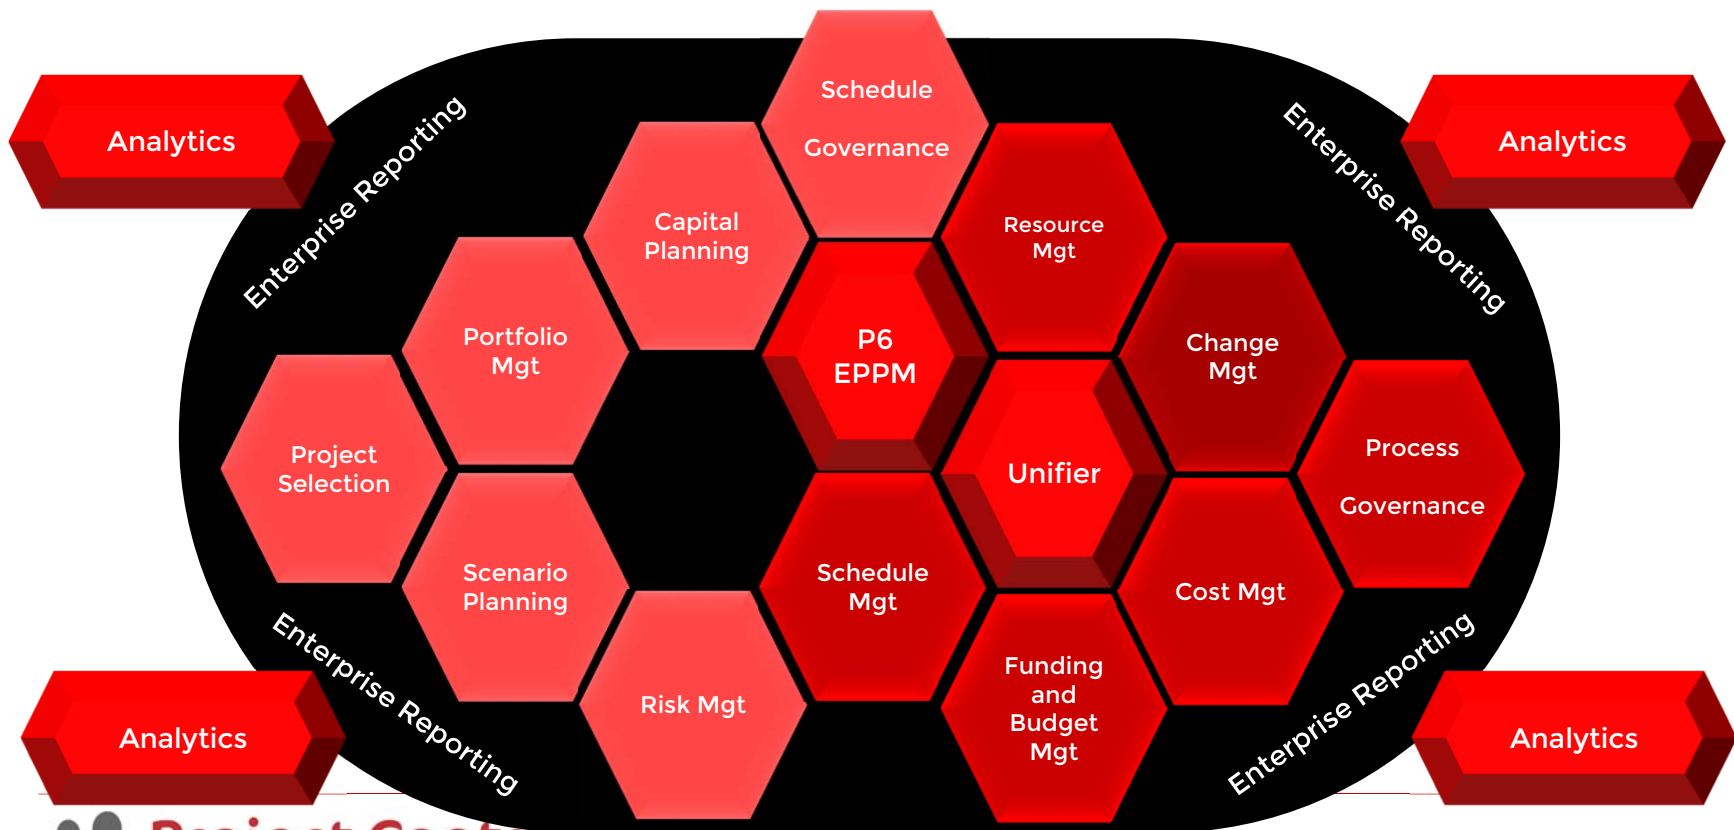 Schedule
Governance
Analytics
Enterprise Reporting
Enterprise Reporting
Analytics
Capital
Planning
Resource
Mgt
Portfolio
Mgt
P6
EPPM
Change
Mgt
Project
Selection
Unifier
Process
Governance
Scenario
Planning
Schedule
Mgt
Cost Mgt
Risk Mgt
Funding
and
Budget
Mgt
Enterprise Reporting
Enterprise Reporting
Analytics
Analytics
Project